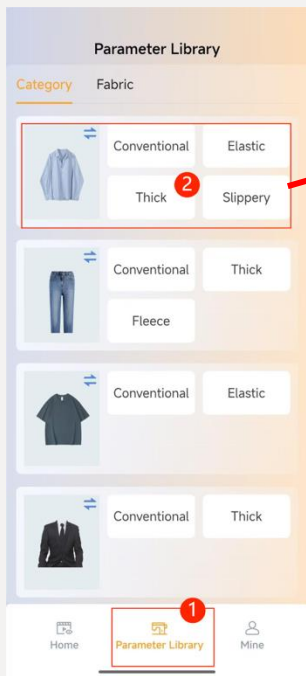 Parameter Library
Category Fabric
Conventional Elastic
Thick 2 Slippery
Conventional Thick
Fleece
Conventional Elastic
Conventional Thick
1
Home Parameter Library Mine